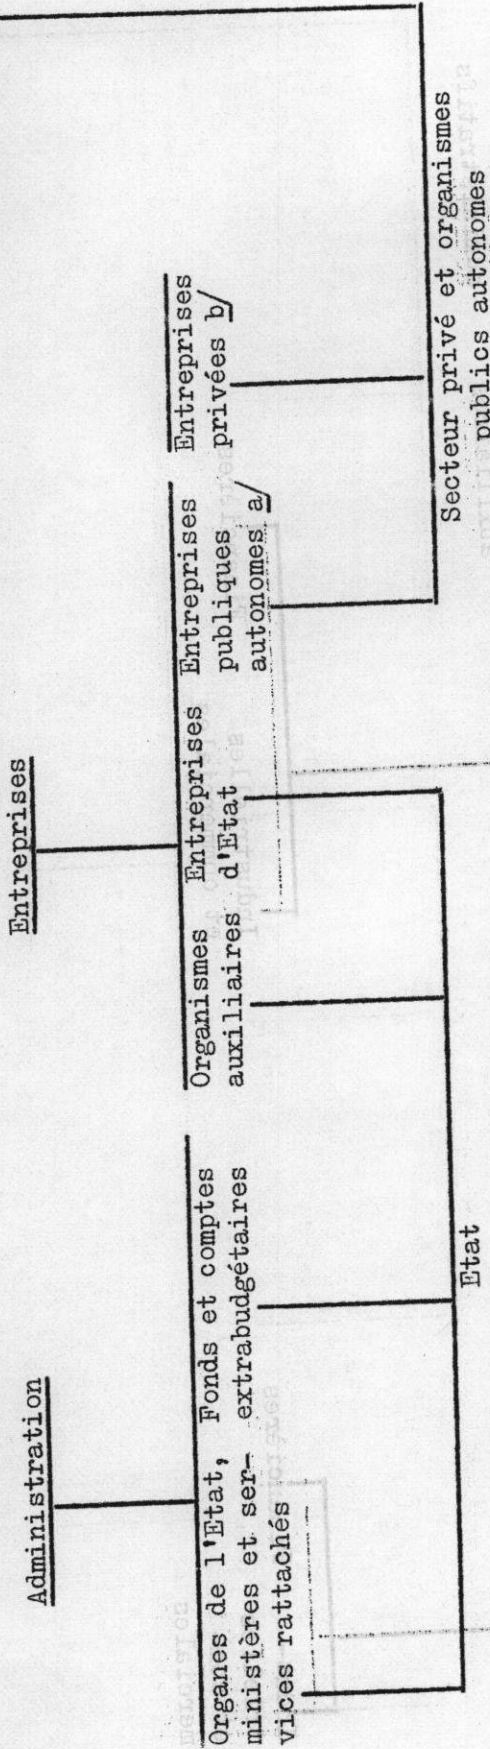 Administration
Entreprises
Organes de l'Etat,
ministères et ser-
vices rattachés
Fonds et comptes
extrabudgétaires
Organismes
auxiliaires
Entreprises
d'Etat
Entreprises
publiques
autonomes a/
Entreprises
privées b/
Etat
Secteur privé et organismes
publics autonomes